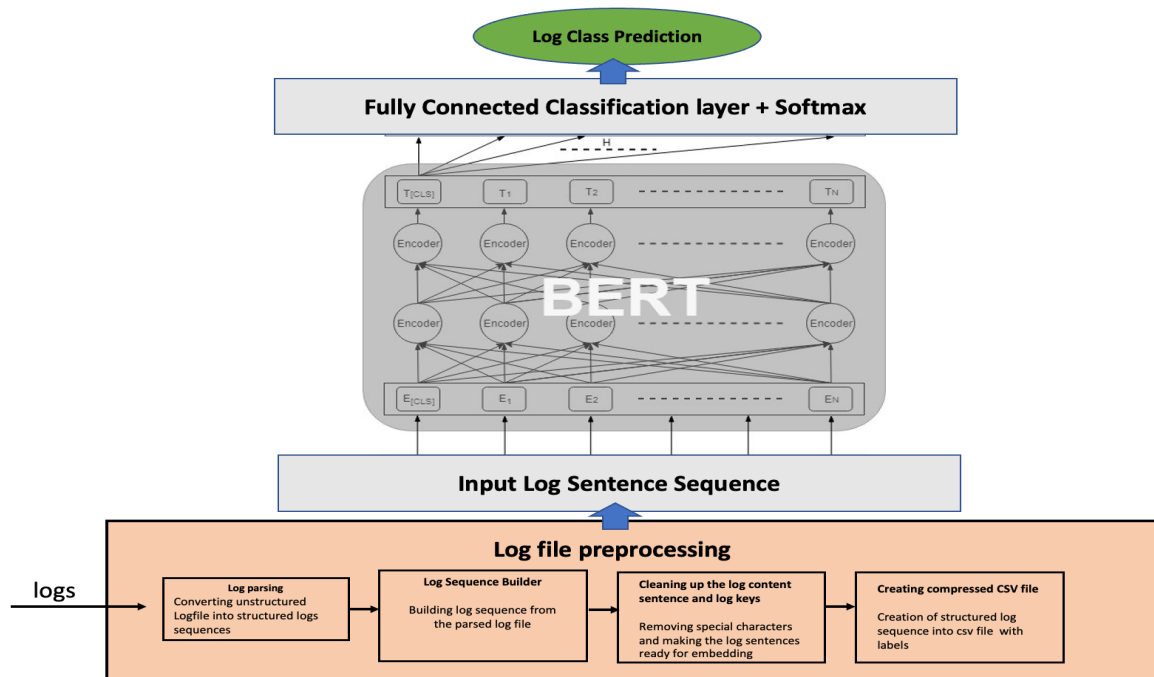 Log Class Prediction
Fully Connected Classification layer + Softmax
H
T[CLS] T1 T2 TN
Encoder Encoder Encoder Encoder
BERT
Encoder Encoder Encoder Encoder
E[CLS] E1 E2 EN
Input Log Sentence Sequence
Log file preprocessing
logs
Log parsing
Converting unstructured
Logfile into structured logs
sequences
Log Sequence Builder
Building log sequence from
the parsed log file
Cleaning up the log content
sentence and log keys
Removing special characters
and making the log sentences
ready for embedding
Creating compressed CSV file
Creation of structured log
sequence into csv file with
labels